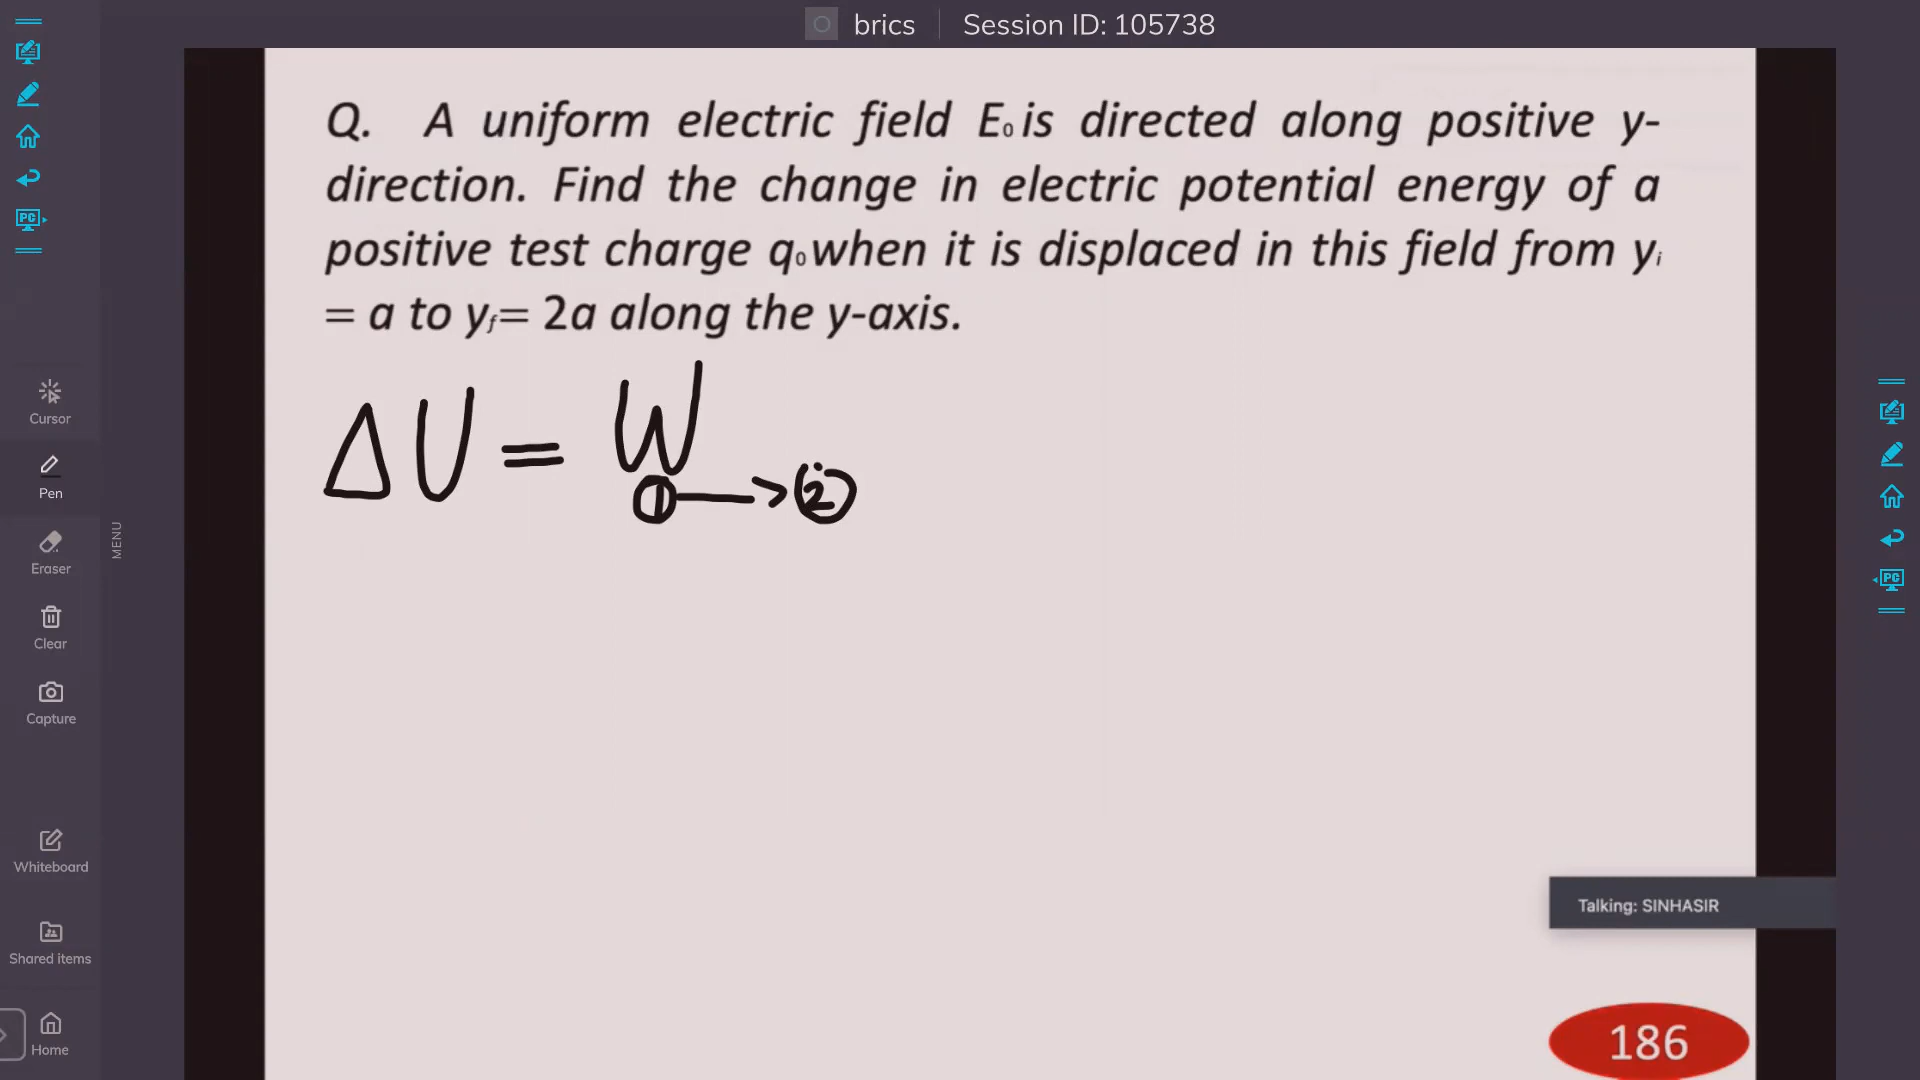 brics | Session ID: 105738
Q. A uniform electric field E₀ is directed along positive y-
direction. Find the change in electric potential energy of a
positive test charge q₀ when it is displaced in this field from yᵢ
= a to y_f = 2a along the y-axis.
ΔU = W
① → ②
Cursor
Pen
MENU
Eraser
Clear
Capture
Whiteboard
Shared items
Home
PC
PC
Talking: SINHASIR
186